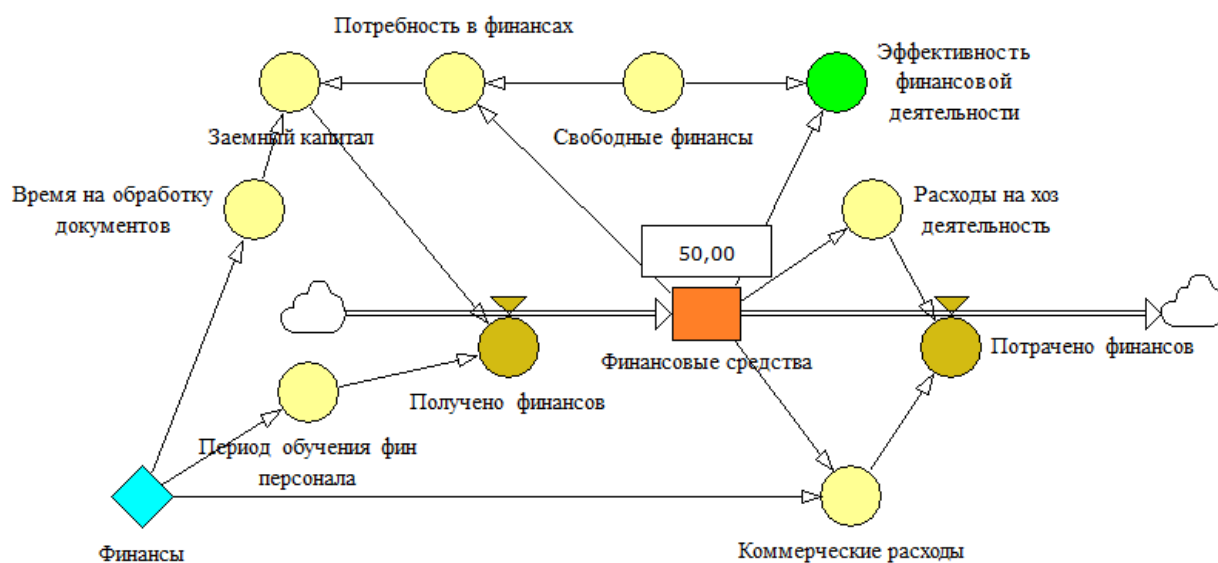 Потребность в финансах
Эффективность
финансовой
деятельности
Заемный капитал
Свободные финансы
Время на обработку
документов
Расходы на хоз
деятельность
50,00
Финансовые средства
Потрачено финансов
Получено финансов
Период обучения фин
персонала
Финансы
Коммерческие расходы